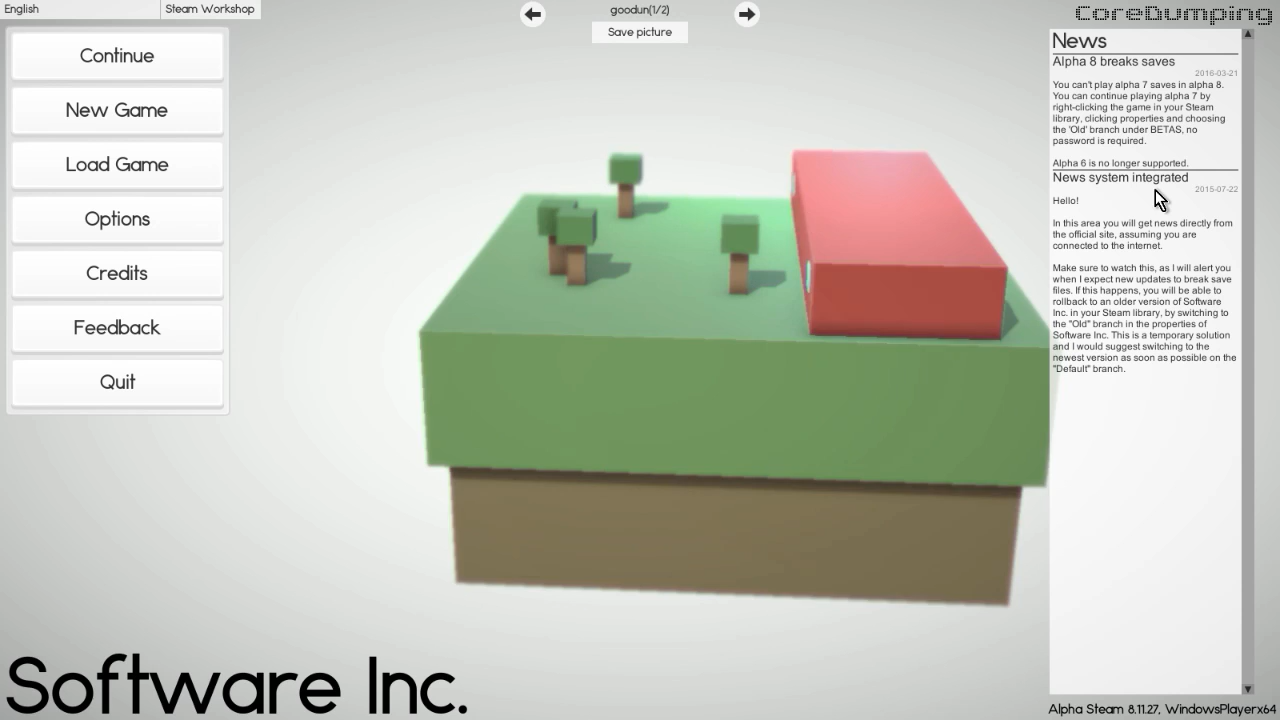 English
Steam Workshop
goodun(1/2)
Save picture
CoreDumping
Continue
New Game
Load Game
Options
Credits
Feedback
Quit
News
Alpha 8 breaks saves
2016-03-21
You can't play alpha 7 saves in alpha 8.
You can continue playing alpha 7 by
right-clicking the game in your Steam
library, clicking properties and choosing
the 'Old' branch under BETAS, no
password is required.
Alpha 6 is no longer supported.
News system integrated
2015-07-22
Hello!
In this area you will get news directly from
the official site, assuming you are
connected to the internet.
Make sure to watch this, as I will alert you
when I expect new updates to break save
files. If this happens, you will be able to
rollback to an older version of Software
Inc. in your Steam library, by switching to
the "Old" branch in the properties of
Software Inc. This is a temporary solution
and I would suggest switching to the
newest version as soon as possible on the
"Default" branch.
Software Inc.
Alpha Steam 8.11.27, WindowsPlayerx64